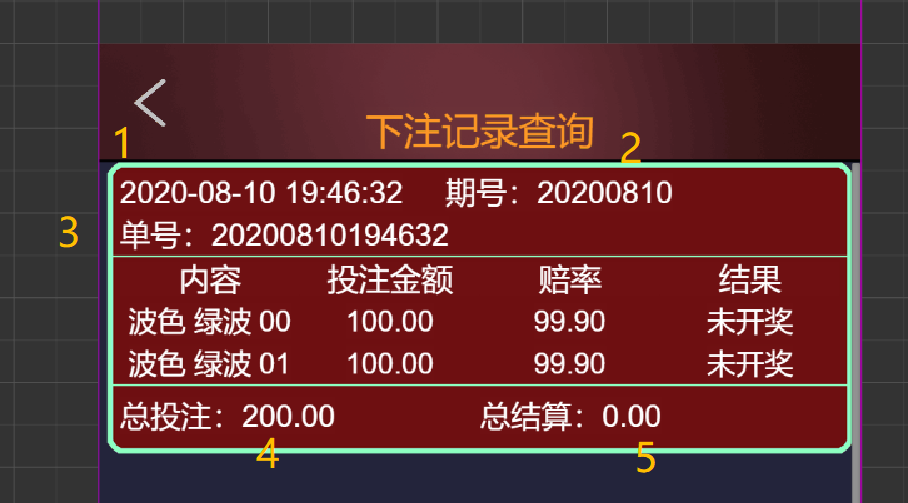 下注记录查询
1
2
2020-08-10 19:46:32 期号：20200810
3
单号：20200810194632
内容 投注金额 赔率 结果
波色 绿波 00 100.00 99.90 未开奖
波色 绿波 01 100.00 99.90 未开奖
总投注：200.00 总结算：0.00
4
5